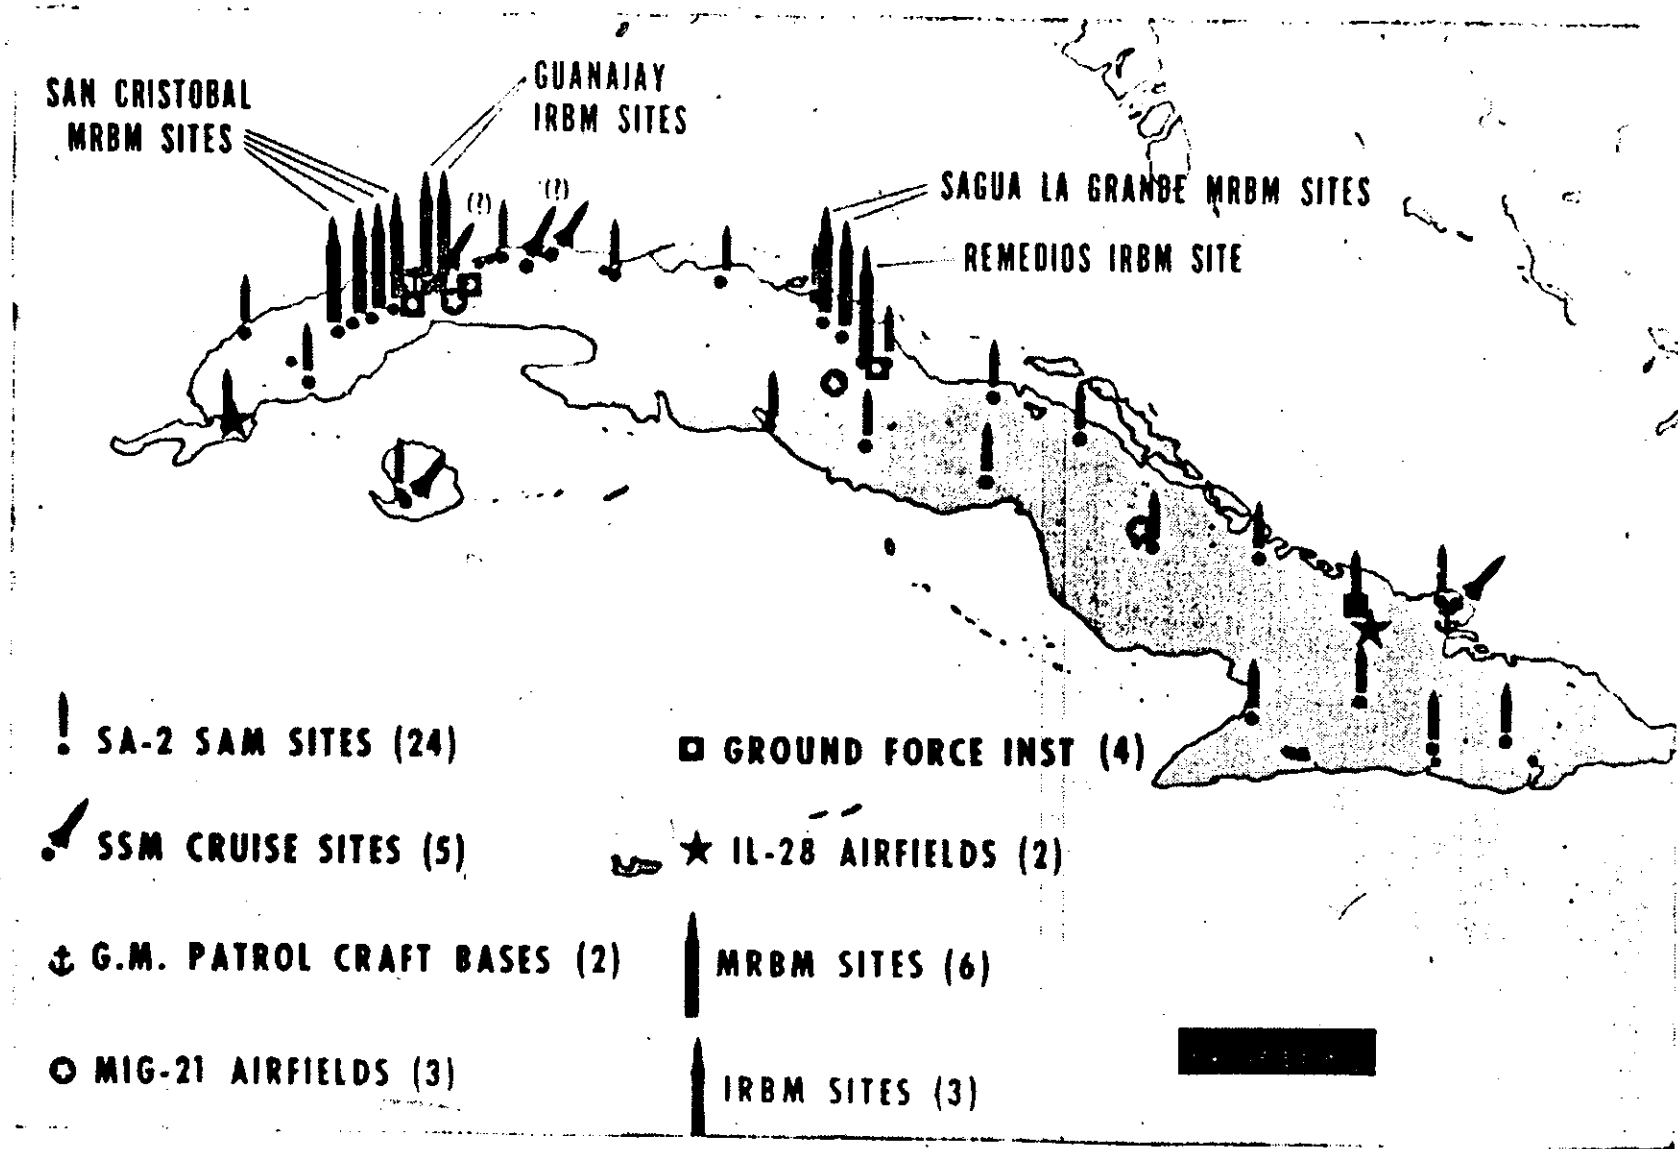 SAN CRISTOBAL
MRBM SITES
GUANAJAY
IRBM SITES
(?)
(?)
SAGUA LA GRANDE MRBM SITES
REMEDIOS IRBM SITE
SA-2 SAM SITES (24)
SSM CRUISE SITES (5)
G.M. PATROL CRAFT BASES (2)
MIG-21 AIRFIELDS (3)
GROUND FORCE INST (4)
IL-28 AIRFIELDS (2)
MRBM SITES (6)
IRBM SITES (3)